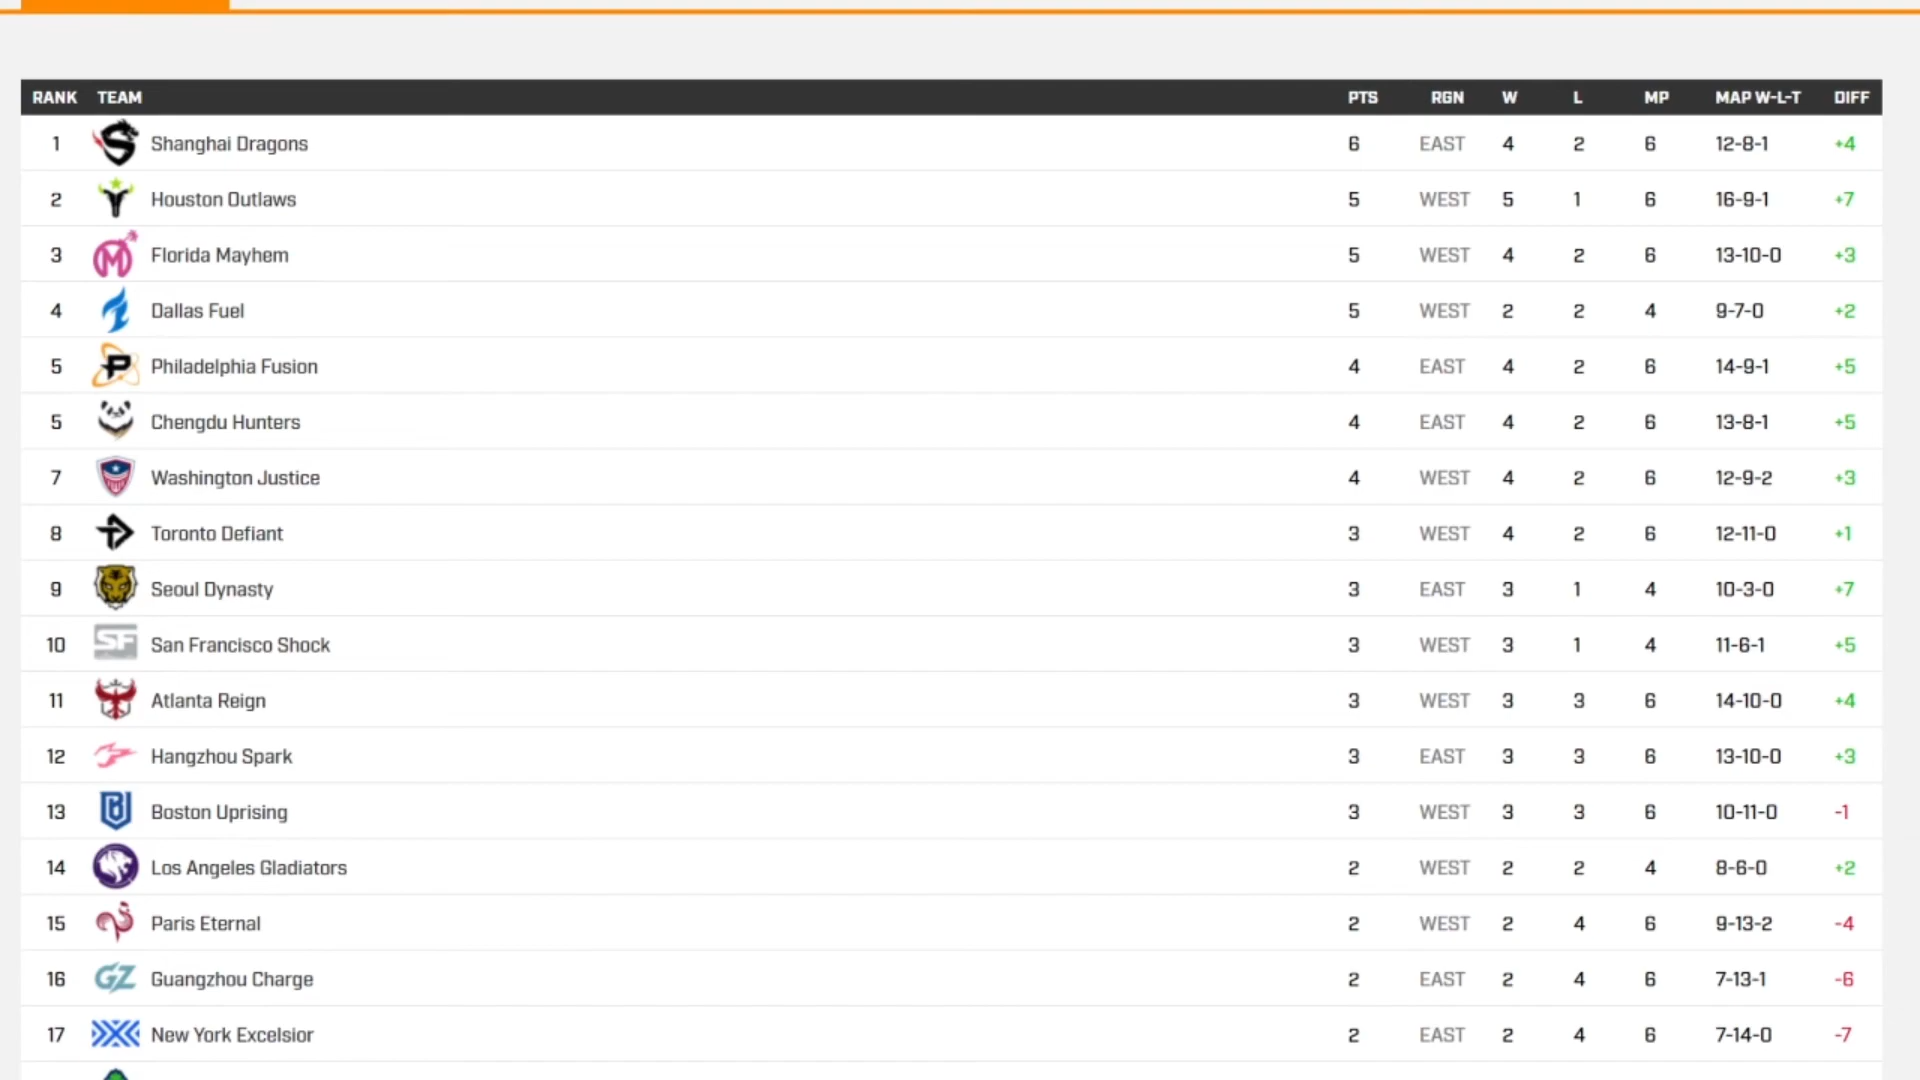 RANK TEAM PTS RGN W L MP MAP W-L-T DIFF
1 Shanghai Dragons 6 EAST 4 2 6 12-8-1 +4
2 Houston Outlaws 5 WEST 5 1 6 16-9-1 +7
3 Florida Mayhem 5 WEST 4 2 6 13-10-0 +3
4 Dallas Fuel 5 WEST 2 2 4 9-7-0 +2
5 Philadelphia Fusion 4 EAST 4 2 6 14-9-1 +5
5 Chengdu Hunters 4 EAST 4 2 6 13-8-1 +5
7 Washington Justice 4 WEST 4 2 6 12-9-2 +3
8 Toronto Defiant 3 WEST 4 2 6 12-11-0 +1
9 Seoul Dynasty 3 EAST 3 1 4 10-3-0 +7
10 SF San Francisco Shock 3 WEST 3 1 4 11-6-1 +5
11 Atlanta Reign 3 WEST 3 3 6 14-10-0 +4
12 Hangzhou Spark 3 EAST 3 3 6 13-10-0 +3
13 Boston Uprising 3 WEST 3 3 6 10-11-0 -1
14 Los Angeles Gladiators 2 WEST 2 2 4 8-6-0 +2
15 Paris Eternal 2 WEST 2 4 6 9-13-2 -4
16 GZ Guangzhou Charge 2 EAST 2 4 6 7-13-1 -6
17 New York Excelsior 2 EAST 2 4 6 7-14-0 -7